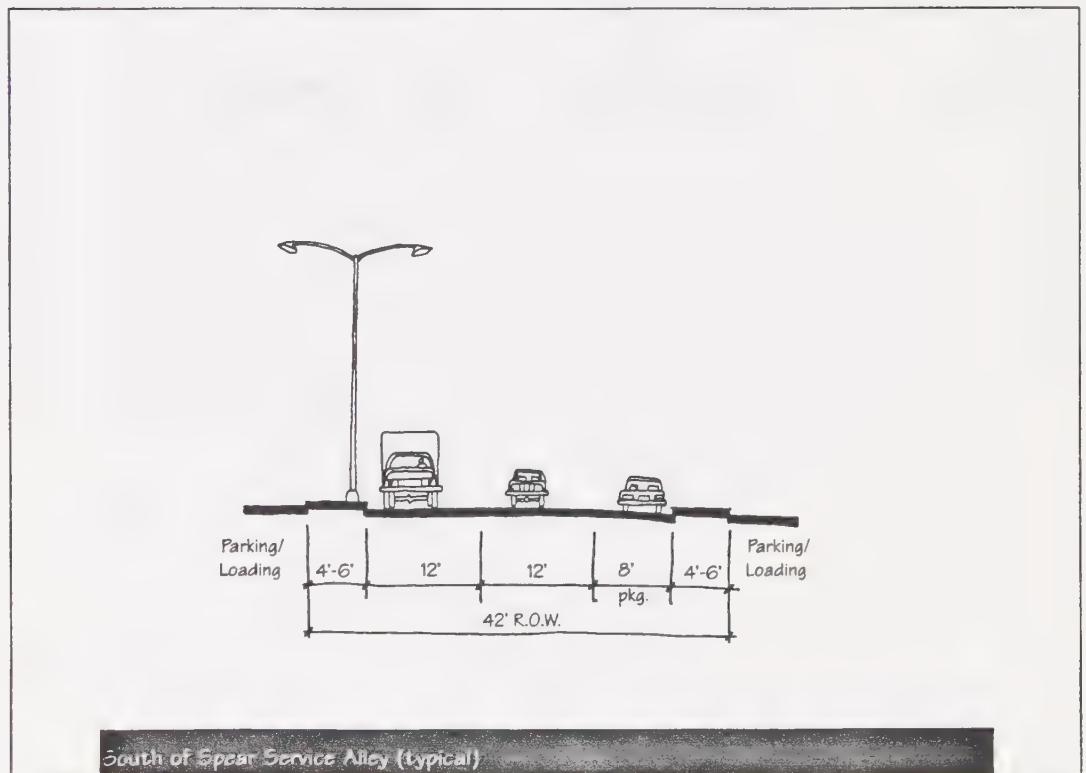 Parking/
Loading
4'-6'
12'
12'
8'
pkg.
4'-6'
Parking/
Loading
42' R.O.W.
South of Spear Service Alley (typical)